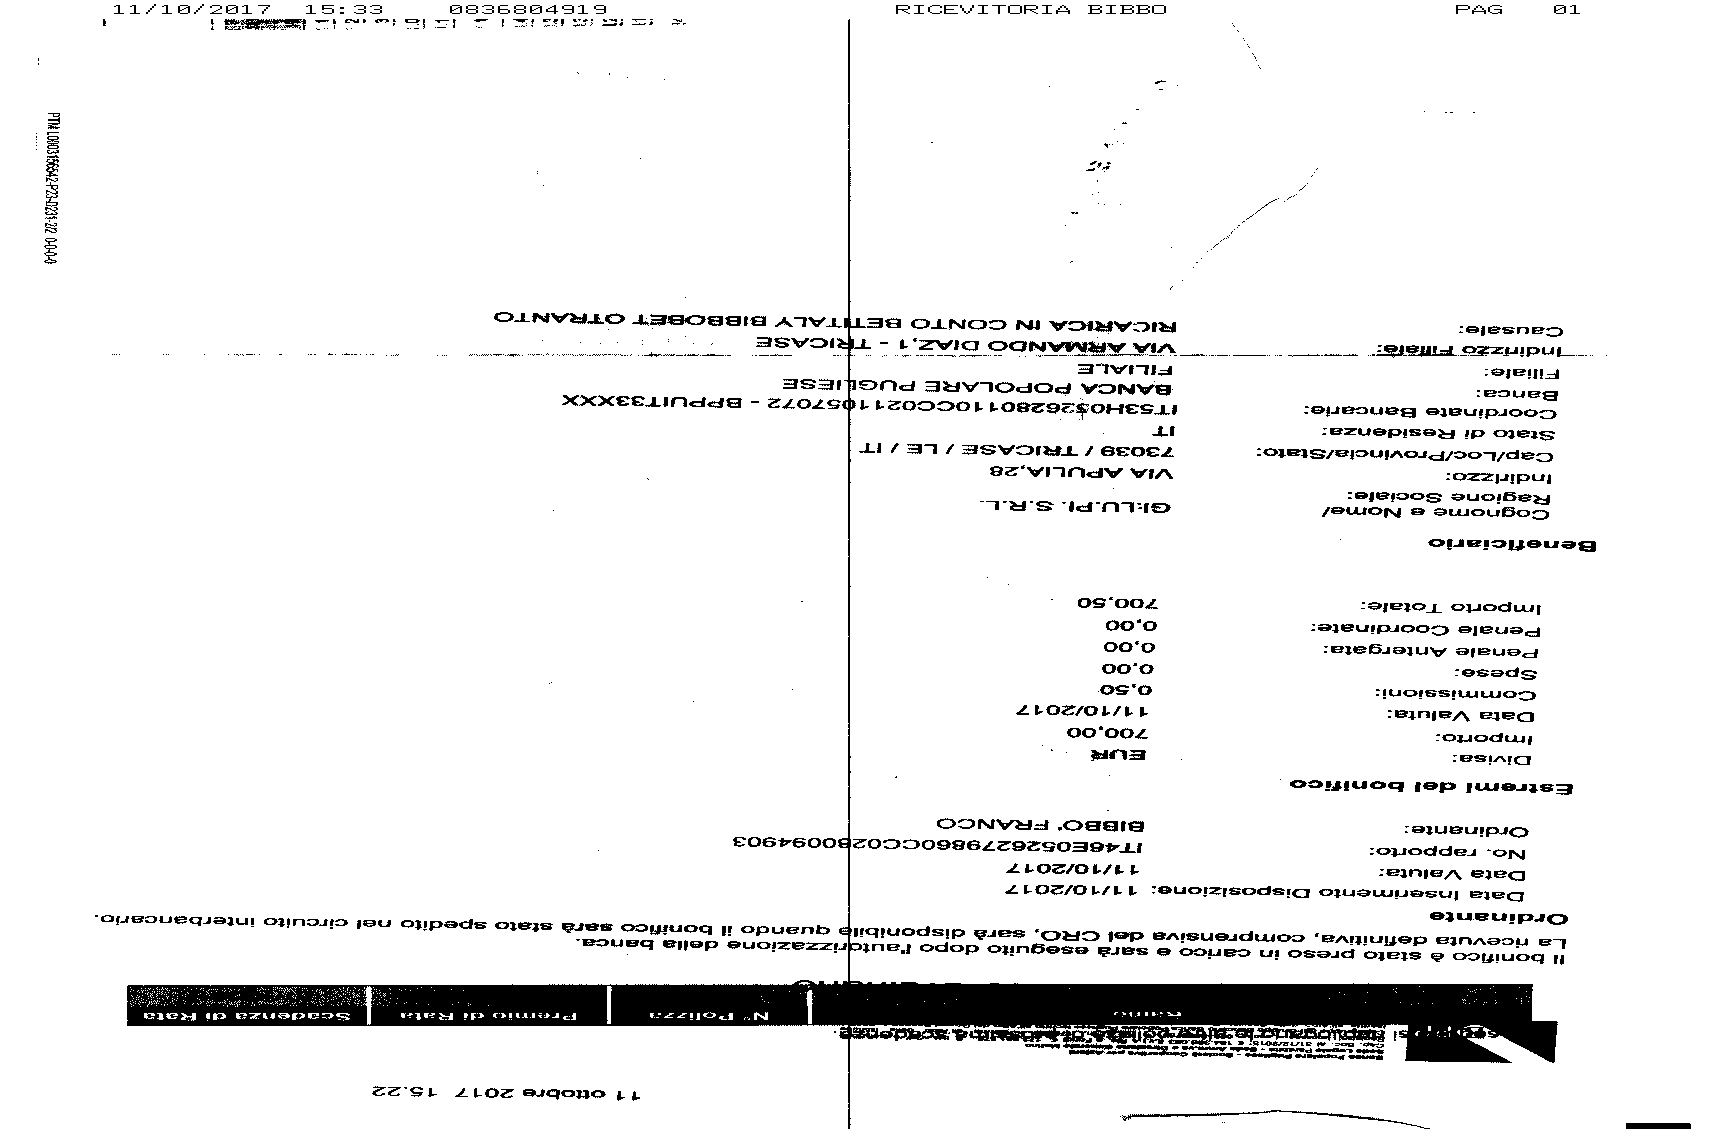 11/10/2017 15:33 0836804919 RICEVITORIA BIBBO PAG 01
11 ottobre 2017 15.22
Ramo N° Polizza Premio di Rata Scadenza di Rata
Il bonifico è stato preso in carico e sarà eseguito dopo l'autorizzazione della banca.
La ricevuta definitiva, comprensiva del CRO, sarà disponibile quando il bonifico sarà stato spedito nel circuito interbancario.
Ordinante
Data Inserimento Disposizione: 11/10/2017
Data Valuta: 11/10/2017
No. rapporto: IT46E0526279860CC0280094903
Ordinante: BIBBO' FRANCO
Estremi del bonifico
Divisa: EUR
Importo: 700,00
Data Valuta: 11/10/2017
Commissioni: 0,50
Spese: 0,00
Penale Antergata: 0,00
Penale Coordinate: 0,00
Importo Totale: 700,50
Beneficiario
Cognome e Nome/
Ragione Sociale: GI.LU.PI. S.R.L.
Indirizzo: VIA APULIA,28
Cap/Loc/Provincia/Stato: 73039 / TRICASE / LE / IT
Stato di Residenza: IT
Coordinate Bancarie: IT53H0526280110CC0211057072 - BPPUIT33XXX
Banca: BANCA POPOLARE PUGLIESE
Filiale: FILIALE
Indirizzo Filiale: VIA ARMANDO DIAZ,1 - TRICASE
Causale: RICARICA IN CONTO BETITALY BIBBOBET OTRANTO